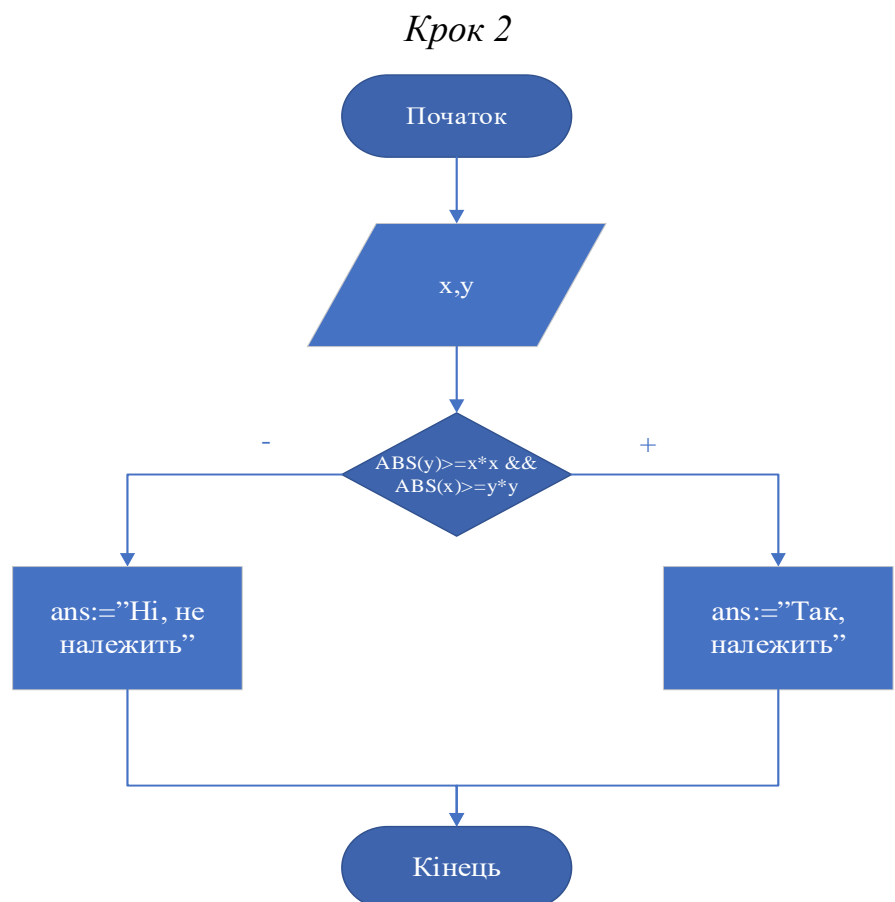 Крок 2
Початок
x,y
-
+
ABS(y)>=x*x &&
ABS(x)>=y*y
ans:=”Ні, не
належить”
ans:=”Так,
належить”
Кінець